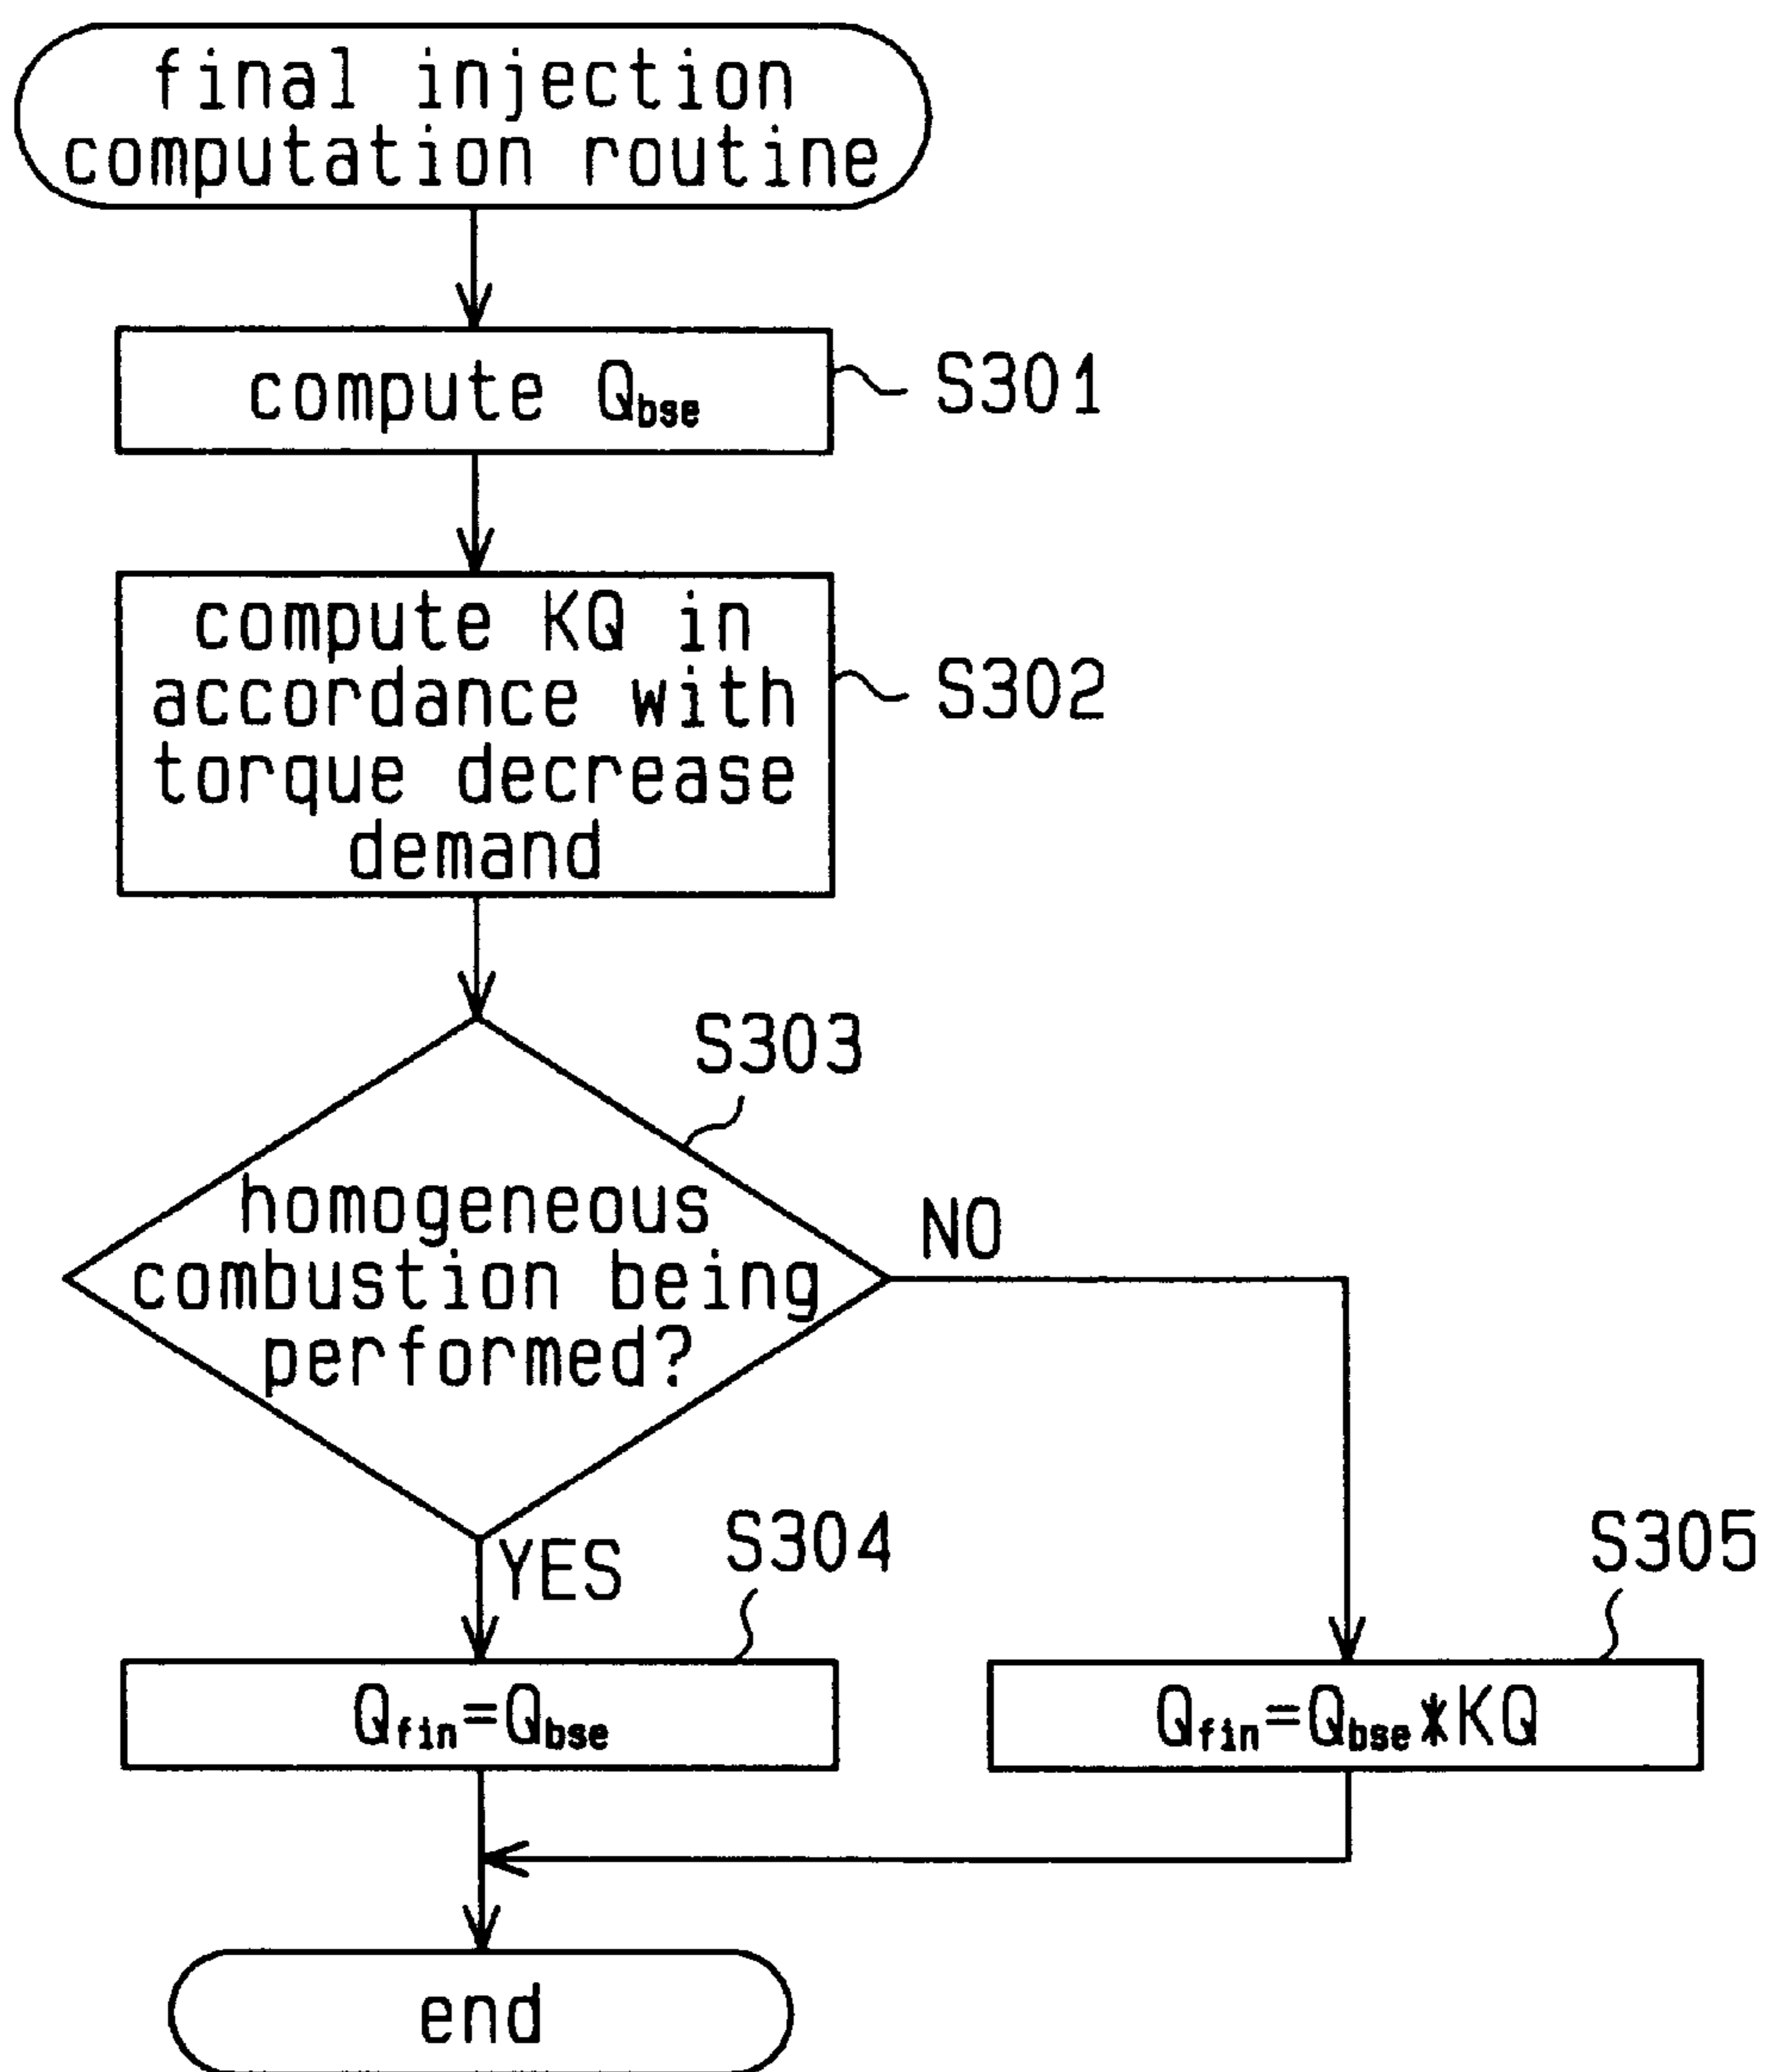 final injection
computation routine
compute Qbse
S301
compute KQ in
accordance with
torque decrease
demand
S302
S303
homogeneous
combustion being
performed?
NO
YES
S304
S305
Qfin=Qbse
Qfin=Qbse*KQ
end